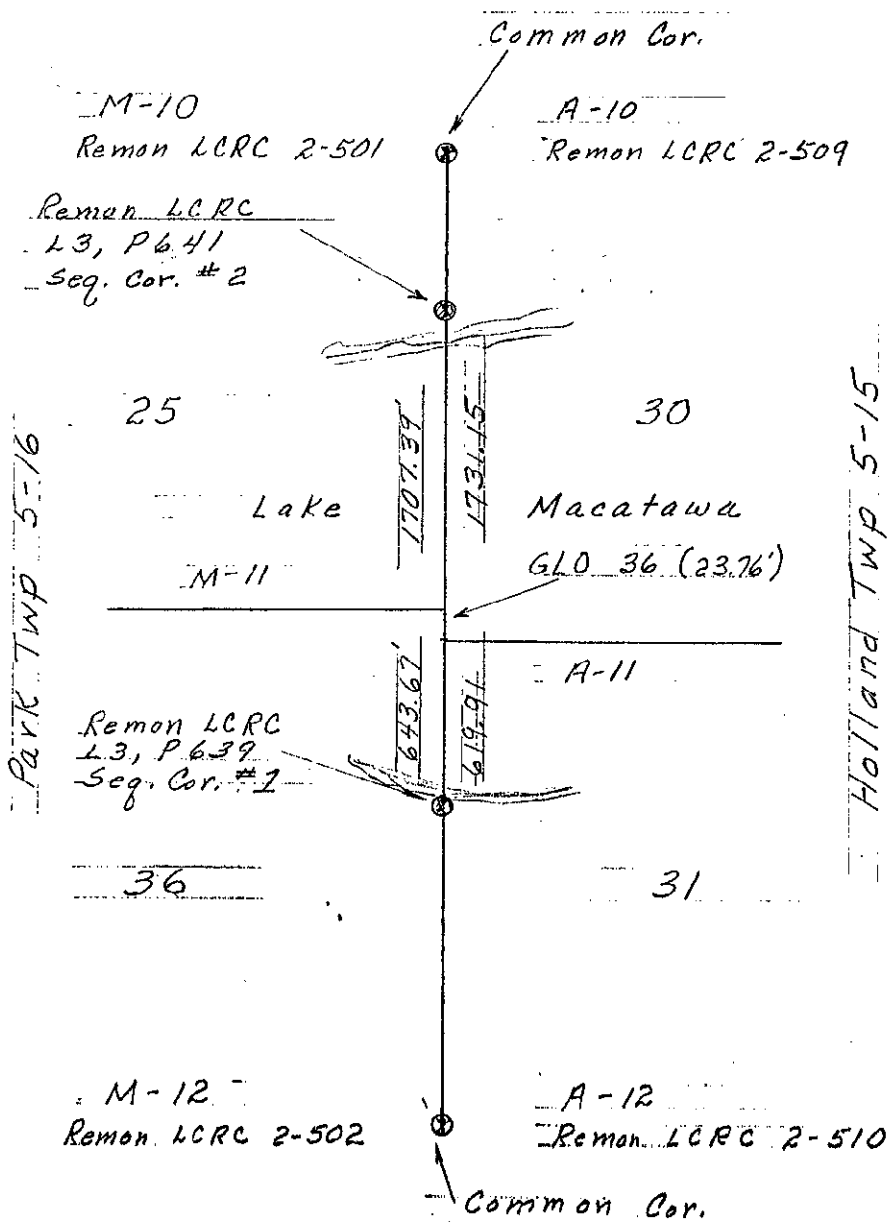 Common Cor.
M-10
A-10
Remon LCRC 2-501
Remon LCRC 2-509
Remon LCRC
L3, P641
Seq. Cor. #2
25
30
1707.39'
1731.15
Park Twp 5-16
Holland Twp 5-15
Lake
Macatawa
M-11
GLO 36 (23.76')
643.67'
619.91
A-11
Remon LCRC
L3, P639
Seq. Cor. #1
36
31
M-12
A-12
Remon LCRC 2-502
Remon LCRC 2-510
Common Cor.